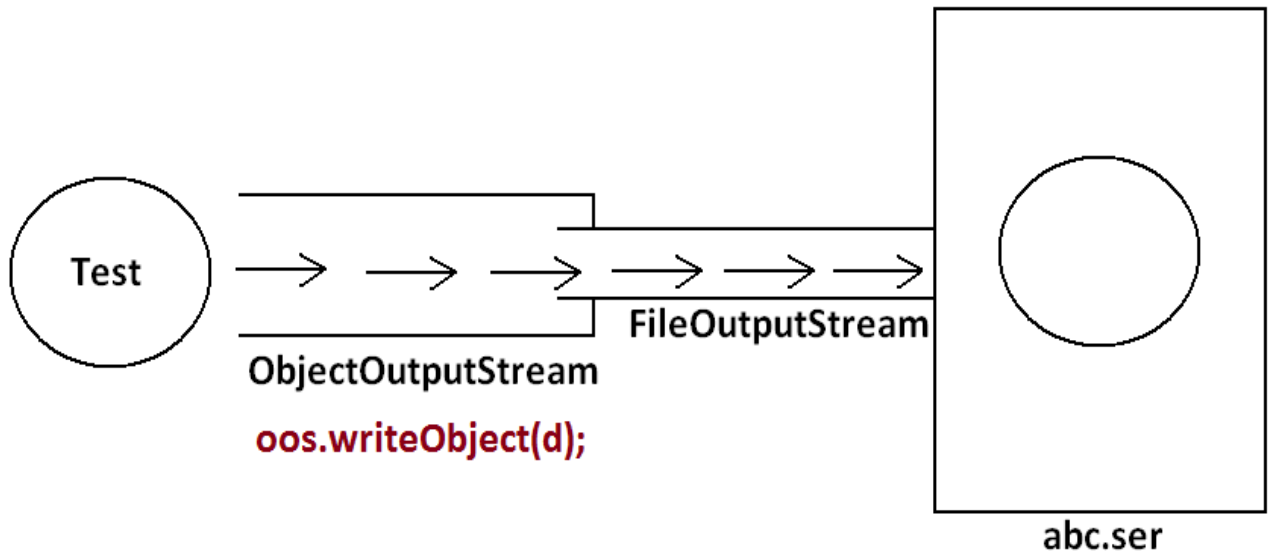 Test
ObjectOutputStream
oos.writeObject(d);
FileOutputStream
abc.ser